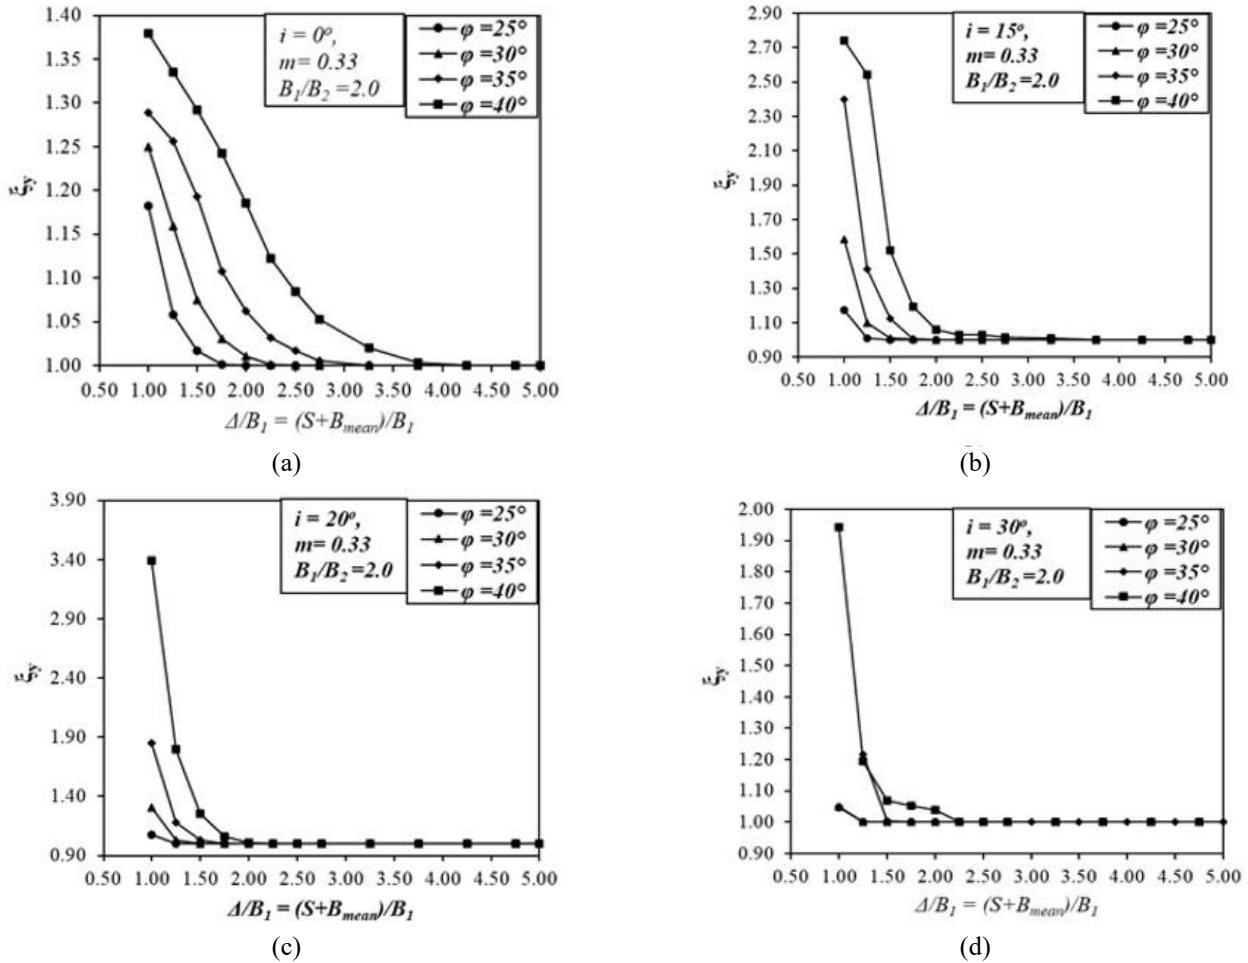 1.40
1.35
1.30
1.25
1.20
1.15
1.10
1.05
1.00
ξγ
i = 0°,
m= 0.33
B₁/B₂ =2.0
φ =25°
φ =30°
φ =35°
φ =40°
0.50 1.00 1.50 2.00 2.50 3.00 3.50 4.00 4.50 5.00
Δ/B₁ = (S+Bmean)/B₁
(a)
2.90
2.70
2.50
2.30
2.10
1.90
1.70
1.50
1.30
1.10
0.90
ξγ
i = 15°,
m= 0.33
B₁/B₂ =2.0
φ =25°
φ =30°
φ =35°
φ =40°
0.50 1.00 1.50 2.00 2.50 3.00 3.50 4.00 4.50 5.00
Δ/B₁ = (S+Bmean)/B₁
(b)
3.90
3.40
2.90
2.40
1.90
1.40
0.90
ξγ
i = 20°,
m= 0.33
B₁/B₂ =2.0
φ =25°
φ =30°
φ =35°
φ =40°
0.50 1.00 1.50 2.00 2.50 3.00 3.50 4.00 4.50 5.00
Δ/B₁ = (S+Bmean)/B₁
(c)
2.00
1.90
1.80
1.70
1.60
1.50
1.40
1.30
1.20
1.10
1.00
0.90
ξγ
i = 30°,
m= 0.33
B₁/B₂ =2.0
φ =25°
φ =30°
φ =35°
φ =40°
0.50 1.00 1.50 2.00 2.50 3.00 3.50 4.00 4.50 5.00
Δ/B₁ = (S+Bmean)/B₁
(d)